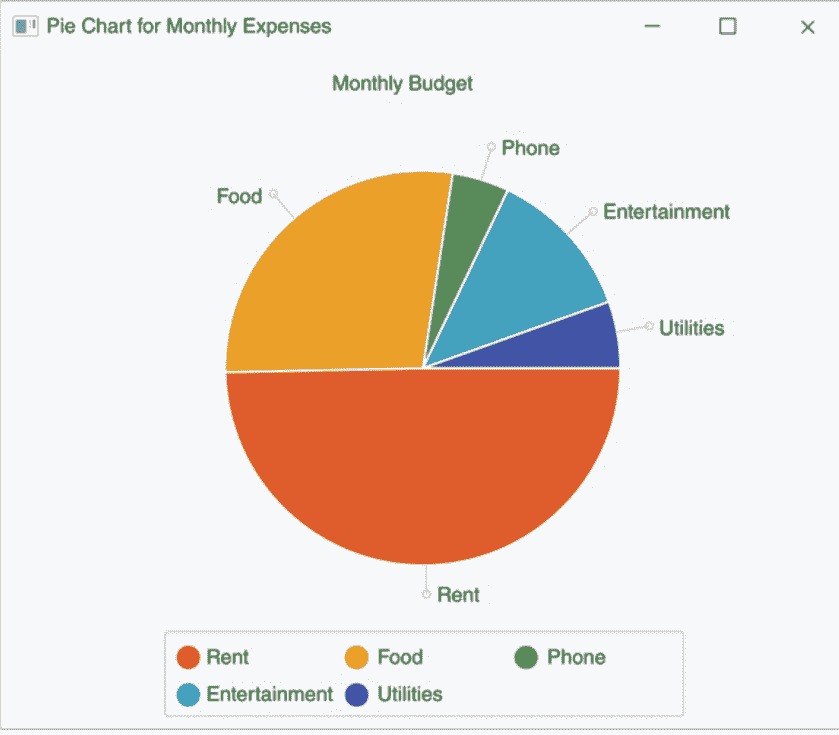 Pie Chart for Monthly Expenses
Monthly Budget
Phone
Food
Entertainment
Utilities
Rent
Rent Food Phone
Entertainment Utilities